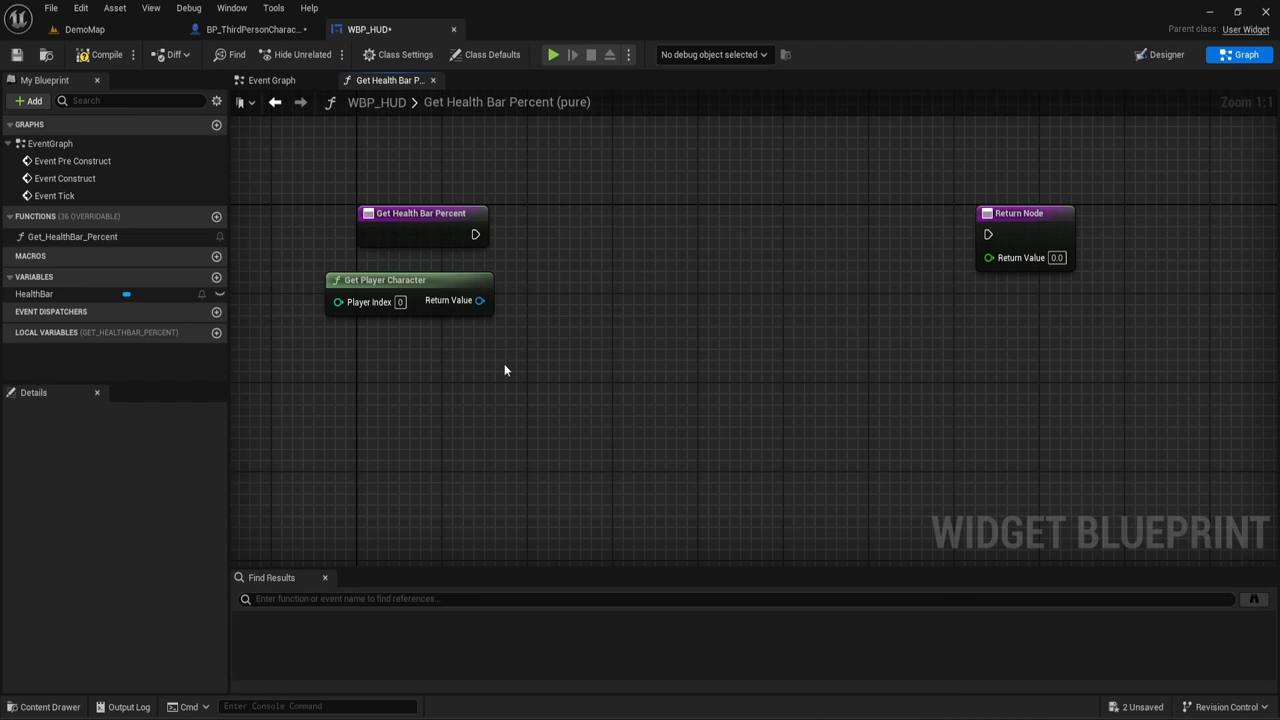 File Edit Asset View Debug Window Tools Help
DemoMap
BP_ThirdPersonCharac...
WBP_HUD•
Parent class: User Widget
Compile
Diff
Find
Hide Unrelated
Class Settings
Class Defaults
No debug object selected
Designer
Graph
My Blueprint
Event Graph
Get Health Bar P...
Add
Search
WBP_HUD > Get Health Bar Percent (pure)
Zoom 1:1
GRAPHS
EventGraph
Event Pre Construct
Event Construct
Event Tick
FUNCTIONS (36 OVERRIDABLE)
Get_HealthBar_Percent
MACROS
VARIABLES
HealthBar
EVENT DISPATCHERS
LOCAL VARIABLES (GET_HEALTHBAR_PERCENT)
Details
Get Health Bar Percent
Get Player Character
Player Index 0 Return Value
Return Node
Return Value 0.0
WIDGET BLUEPRINT
Find Results
Enter function or event name to find references...
Content Drawer
Output Log
Cmd
Enter Console Command
2 Unsaved
Revision Control